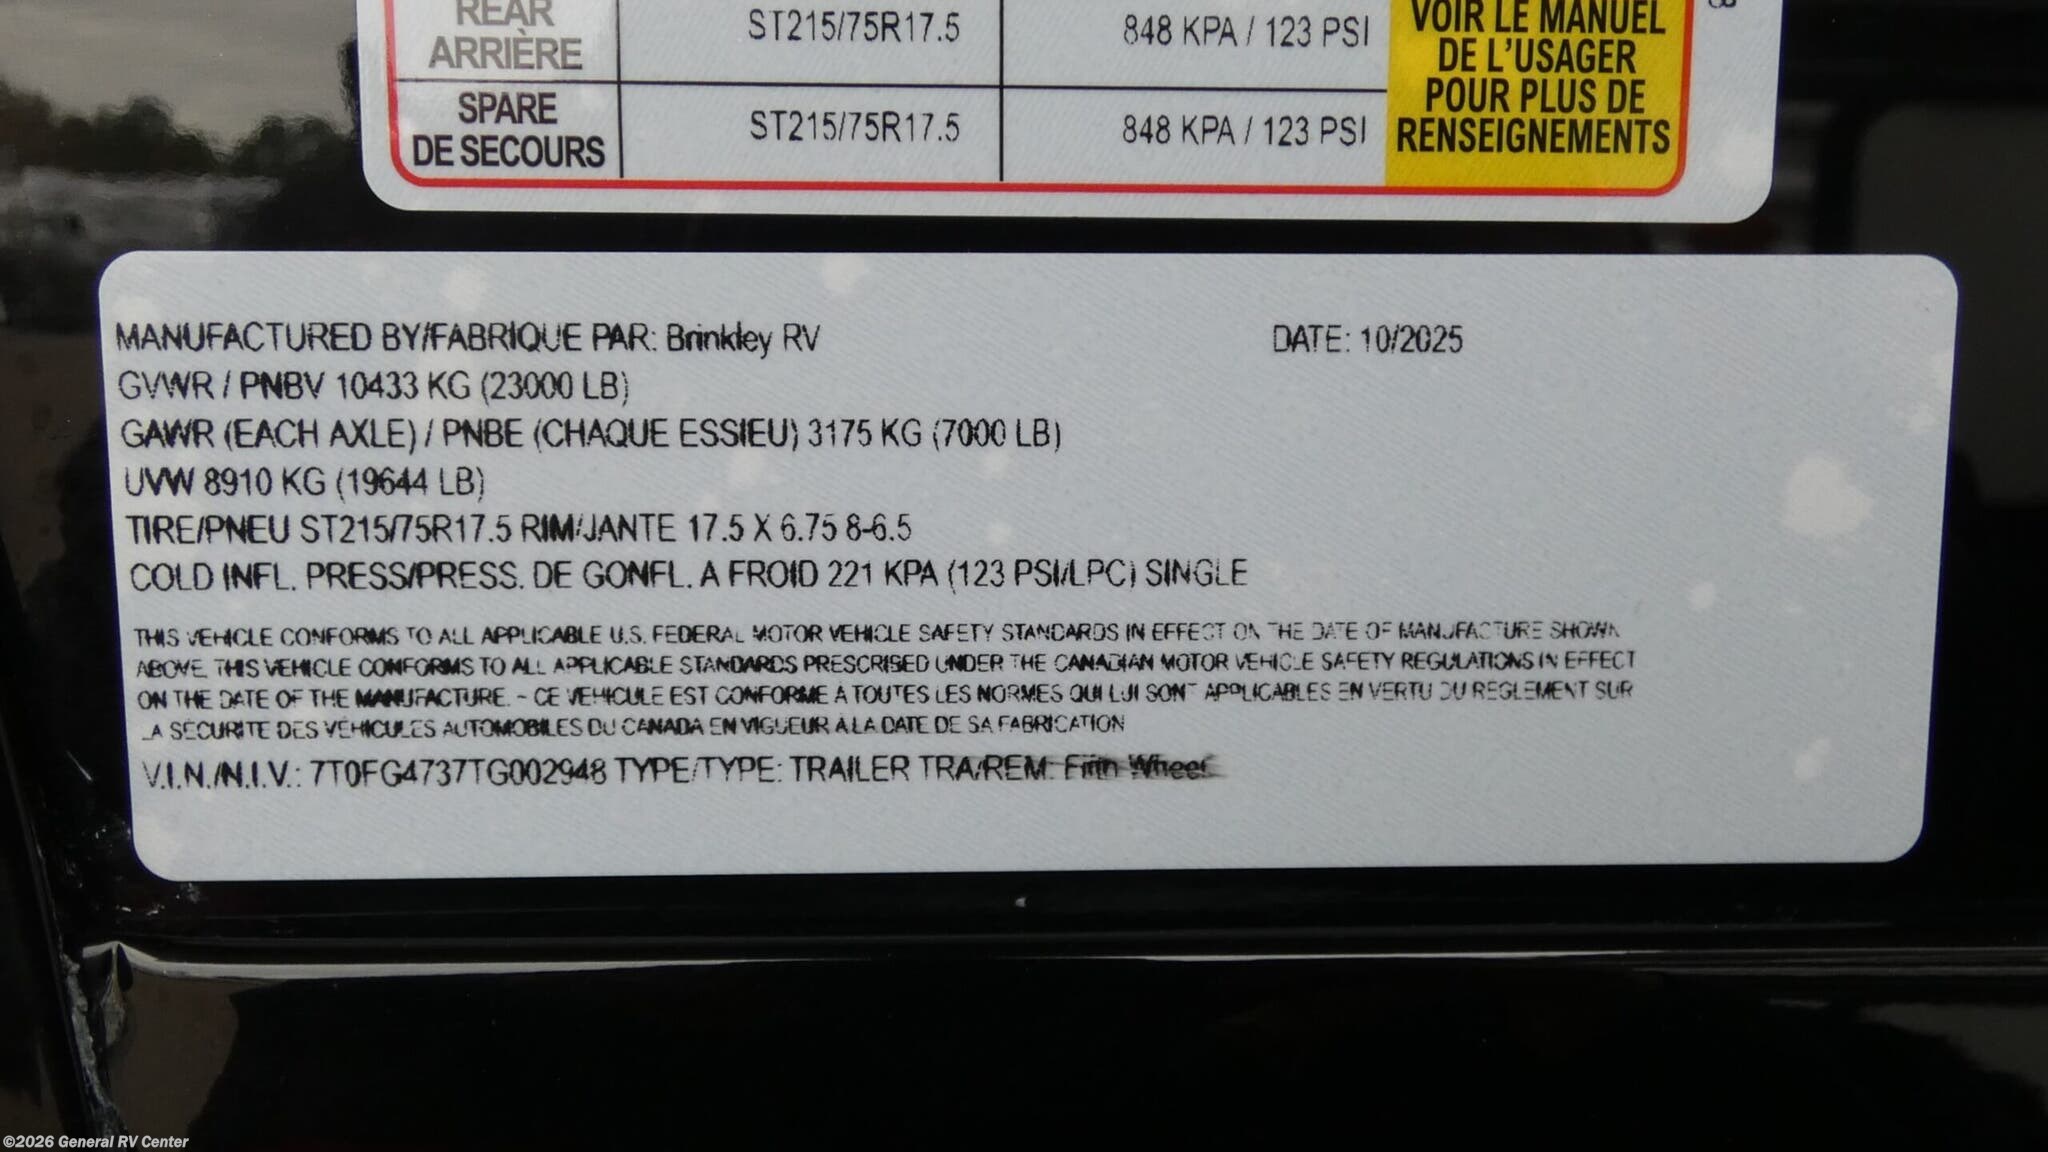 REAR
ARRIÈRE
ST215/75R17.5
848 KPA / 123 PSI
SPARE
DE SECOURS
ST215/75R17.5
848 KPA / 123 PSI
VOIR LE MANUEL
DE L'USAGER
POUR PLUS DE
RENSEIGNEMENTS
MANUFACTURED BY/FABRIQUE PAR: Brinkley RV
DATE: 10/2025
GVWR / PNBV 10433 KG (23000 LB)
GAWR (EACH AXLE) / PNBE (CHAQUE ESSIEU) 3175 KG (7000 LB)
UVW 8910 KG (19644 LB)
TIRE/PNEU ST215/75R17.5 RIM/JANTE 17.5 X 6.75 8-6.5
COLD INFL. PRESS/PRESS. DE GONFL. A FROID 221 KPA (123 PSI/LPC) SINGLE
THIS VEHICLE CONFORMS TO ALL APPLICABLE U.S. FEDERAL MOTOR VEHICLE SAFETY STANDARDS IN EFFECT ON THE DATE OF MANUFACTURE SHOWN
ABOVE. THIS VEHICLE CONFORMS TO ALL APPLICABLE STANDARDS PRESCRIBED UNDER THE CANADIAN MOTOR VEHICLE SAFETY REGULATIONS IN EFFECT
ON THE DATE OF THE MANUFACTURE. - CE VEHICULE EST CONFORME A TOUTES LES NORMES QUI LUI SONT APPLICABLES EN VERTU DU REGLEMENT SUR
LA SECURITE DES VEHICULES AUTOMOBILES DU CANADA EN VIGUEUR A LA DATE DE SA FABRICATION
V.I.N./N.I.V.: 7T0FG4737TG002948 TYPE/TYPE: TRAILER TRA/REM: Fifth Wheel
©2026 General RV Center